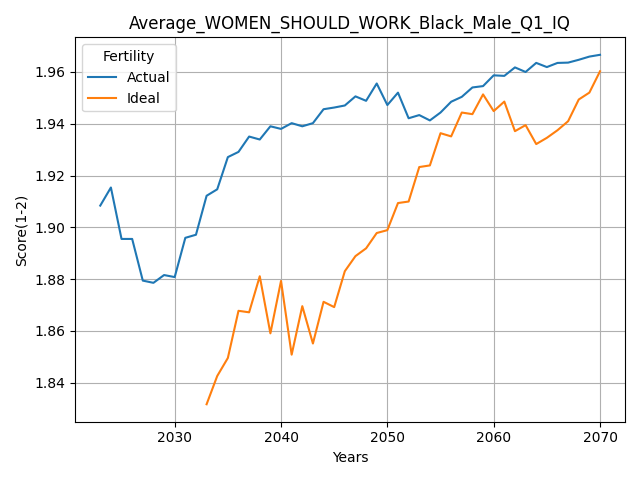 Average_WOMEN_SHOULD_WORK_Black_Male_Q1_IQ
Fertility
Actual
Ideal
Score(1-2)
1.96
1.94
1.92
1.90
1.88
1.86
1.84
2030 2040 2050 2060 2070
Years